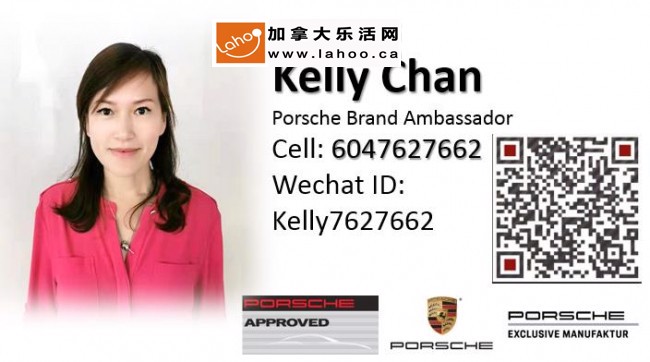 Lahoo
加拿大乐活网
www.lahoo.ca
Kelly Chan
Porsche Brand Ambassador
Cell: 6047627662
Wechat ID:
Kelly7627662
PORSCHE
APPROVED
PORSCHE
PORSCHE
EXCLUSIVE MANUFAKTUR